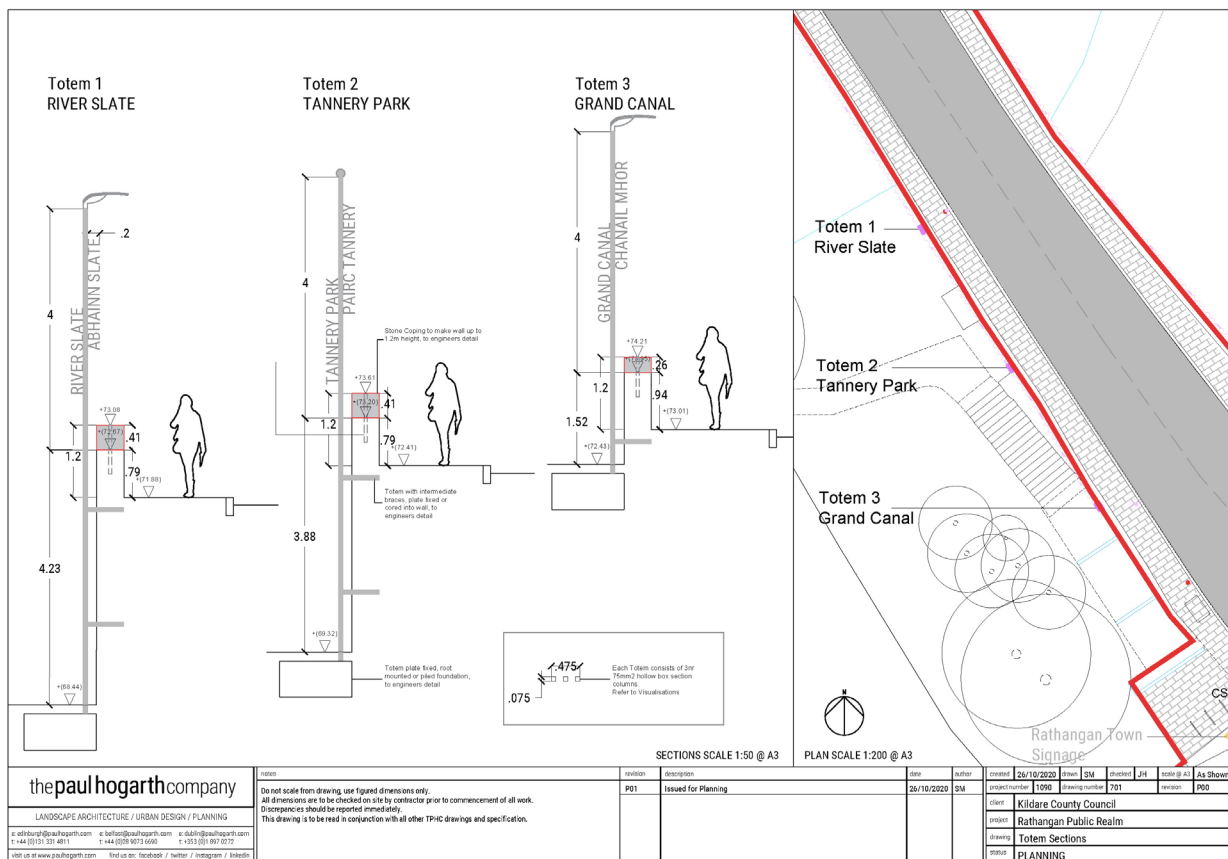 Totem 1
RIVER SLATE
4
.2
RIVER SLATE
ABHAINN SLATE
+73.08
+(72.67)
.41
1.2
.79
+(71.88)
4.23
+(68.44)
Totem 2
TANNERY PARK
4
TANNERY PARK
PAIRC TANNERY
Stone Coping to make wall up to
1.2m height, to engineers detail
+73.61
+(73.20)
.41
1.2
.79
+(72.41)
Totem with intermediate
braces, plate fixed or
cored into wall, to
engineers detail
3.88
+(69.32)
Totem plate fixed, root
mounted or piled foundation,
to engineers detail
Totem 3
GRAND CANAL
4
GRAND CANAL
CHANAIL MHOR
+74.21
.26
1.2
.94
1.52
+(73.01)
+(72.43)
.475
.075
Each Totem consists of 3nr
75mm2 hollow box section
columns.
Refer to Visualisations
SECTIONS SCALE 1:50 @ A3
Totem 1
River Slate
Totem 2
Tannery Park
Totem 3
Grand Canal
N
CS
Rathangan Town
Signage
PLAN SCALE 1:200 @ A3
thepaulhogarthcompany
LANDSCAPE ARCHITECTURE / URBAN DESIGN / PLANNING
e: edinburgh@paulhogarth.com e: belfast@paulhogarth.com e: dublin@paulhogarth.com
t: +44 (0)131 331 4811 t: +44 (0)28 9073 6690 t: +353 (0)1 897 0272
visit us at www.paulhogarth.com find us on: facebook / twitter / instagram / linkedin
notes
Do not scale from drawing, use figured dimensions only.
All dimensions are to be checked on site by contractor prior to commencement of all work.
Discrepancies should be reported immediately.
This drawing is to be read in conjunction with all other TPHC drawings and specification.
revision description date author
P01 Issued for Planning 26/10/2020 SM
created 26/10/2020 drawn SM checked JH scale @ A3 As Shown
project number 1090 drawing number 701 revision P00
client Kildare County Council
project Rathangan Public Realm
drawing Totem Sections
status PLANNING